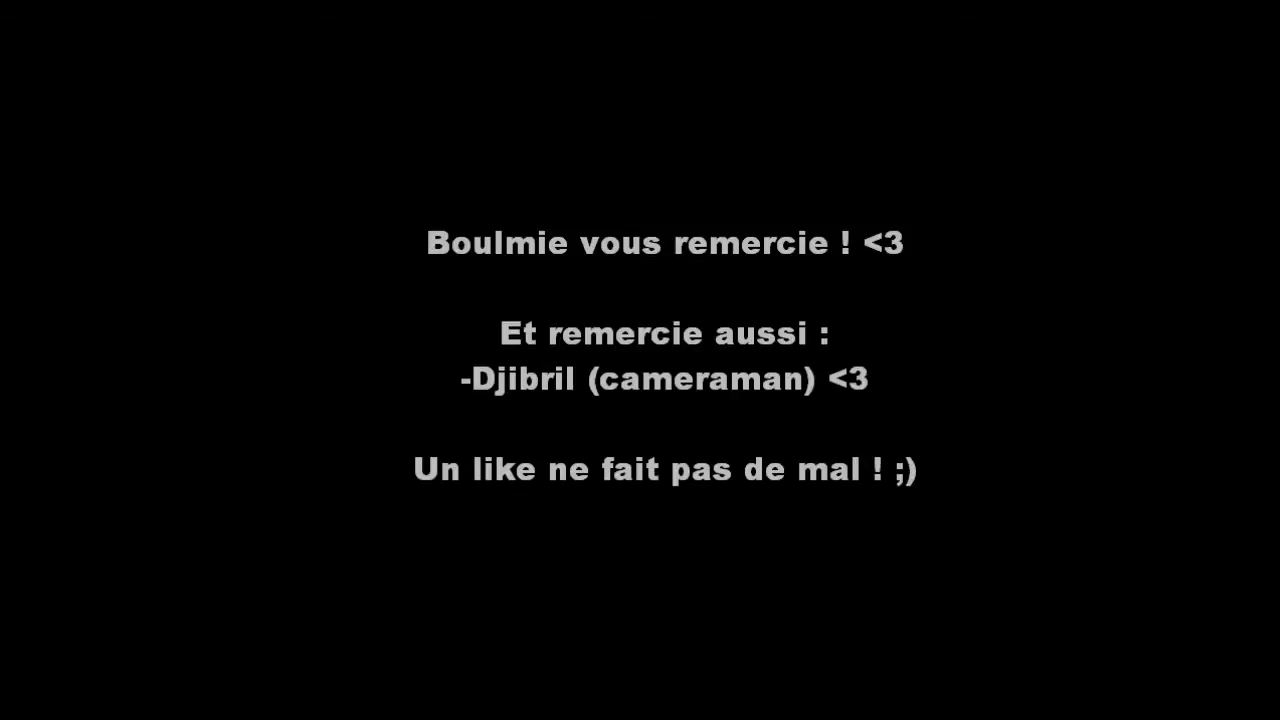 Boulmie vous remercie ! <3
Et remercie aussi :
-Djibril (cameraman) <3
Un like ne fait pas de mal ! ;)